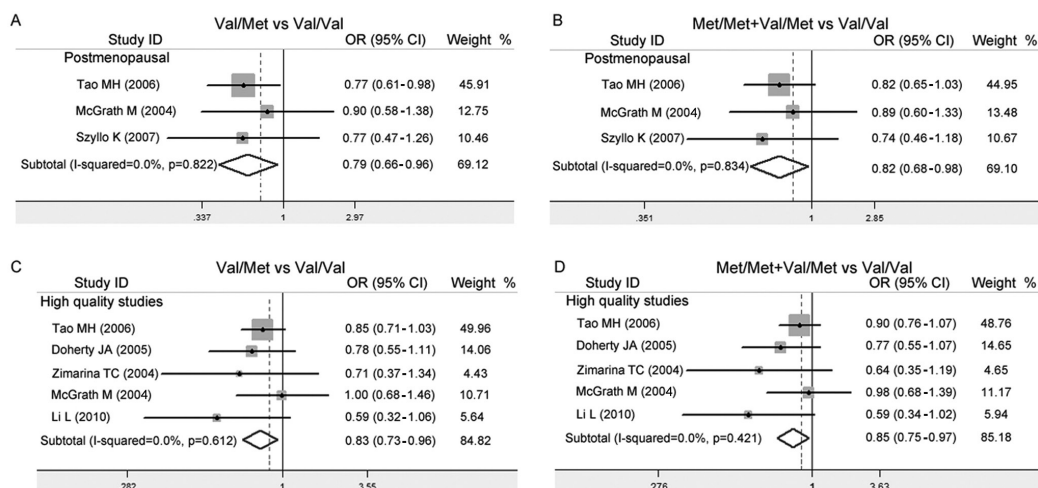 A
Val/Met vs Val/Val
Study ID OR (95% CI) Weight %
Postmenopausal
Tao MH (2006) 0.77 (0.61-0.98) 45.91
McGrath M (2004) 0.90 (0.58-1.38) 12.75
Szyllo K (2007) 0.77 (0.47-1.26) 10.46
Subtotal (I-squared=0.0%, p=0.822) 0.79 (0.66-0.96) 69.12
.337 1 2.97
B
Met/Met+Val/Met vs Val/Val
Study ID OR (95% CI) Weight %
Postmenopausal
Tao MH (2006) 0.82 (0.65-1.03) 44.95
McGrath M (2004) 0.89 (0.60-1.33) 13.48
Szyllo K (2007) 0.74 (0.46-1.18) 10.67
Subtotal (I-squared=0.0%, p=0.834) 0.82 (0.68-0.98) 69.10
.351 1 2.85
C
Val/Met vs Val/Val
Study ID OR (95% CI) Weight %
High quality studies
Tao MH (2006) 0.85 (0.71-1.03) 49.96
Doherty JA (2005) 0.78 (0.55-1.11) 14.06
Zimarina TC (2004) 0.71 (0.37-1.34) 4.43
McGrath M (2004) 1.00 (0.68-1.46) 10.71
Li L (2010) 0.59 (0.32-1.06) 5.64
Subtotal (I-squared=0.0%, p=0.612) 0.83 (0.73-0.96) 84.82
282 1 3.55
D
Met/Met+Val/Met vs Val/Val
Study ID OR (95% CI) Weight %
High quality studies
Tao MH (2006) 0.90 (0.76-1.07) 48.76
Doherty JA (2005) 0.77 (0.55-1.07) 14.65
Zimarina TC (2004) 0.64 (0.35-1.19) 4.65
McGrath M (2004) 0.98 (0.68-1.39) 11.17
Li L (2010) 0.59 (0.34-1.02) 5.94
Subtotal (I-squared=0.0%, p=0.421) 0.85 (0.75-0.97) 85.18
276 1 3.63